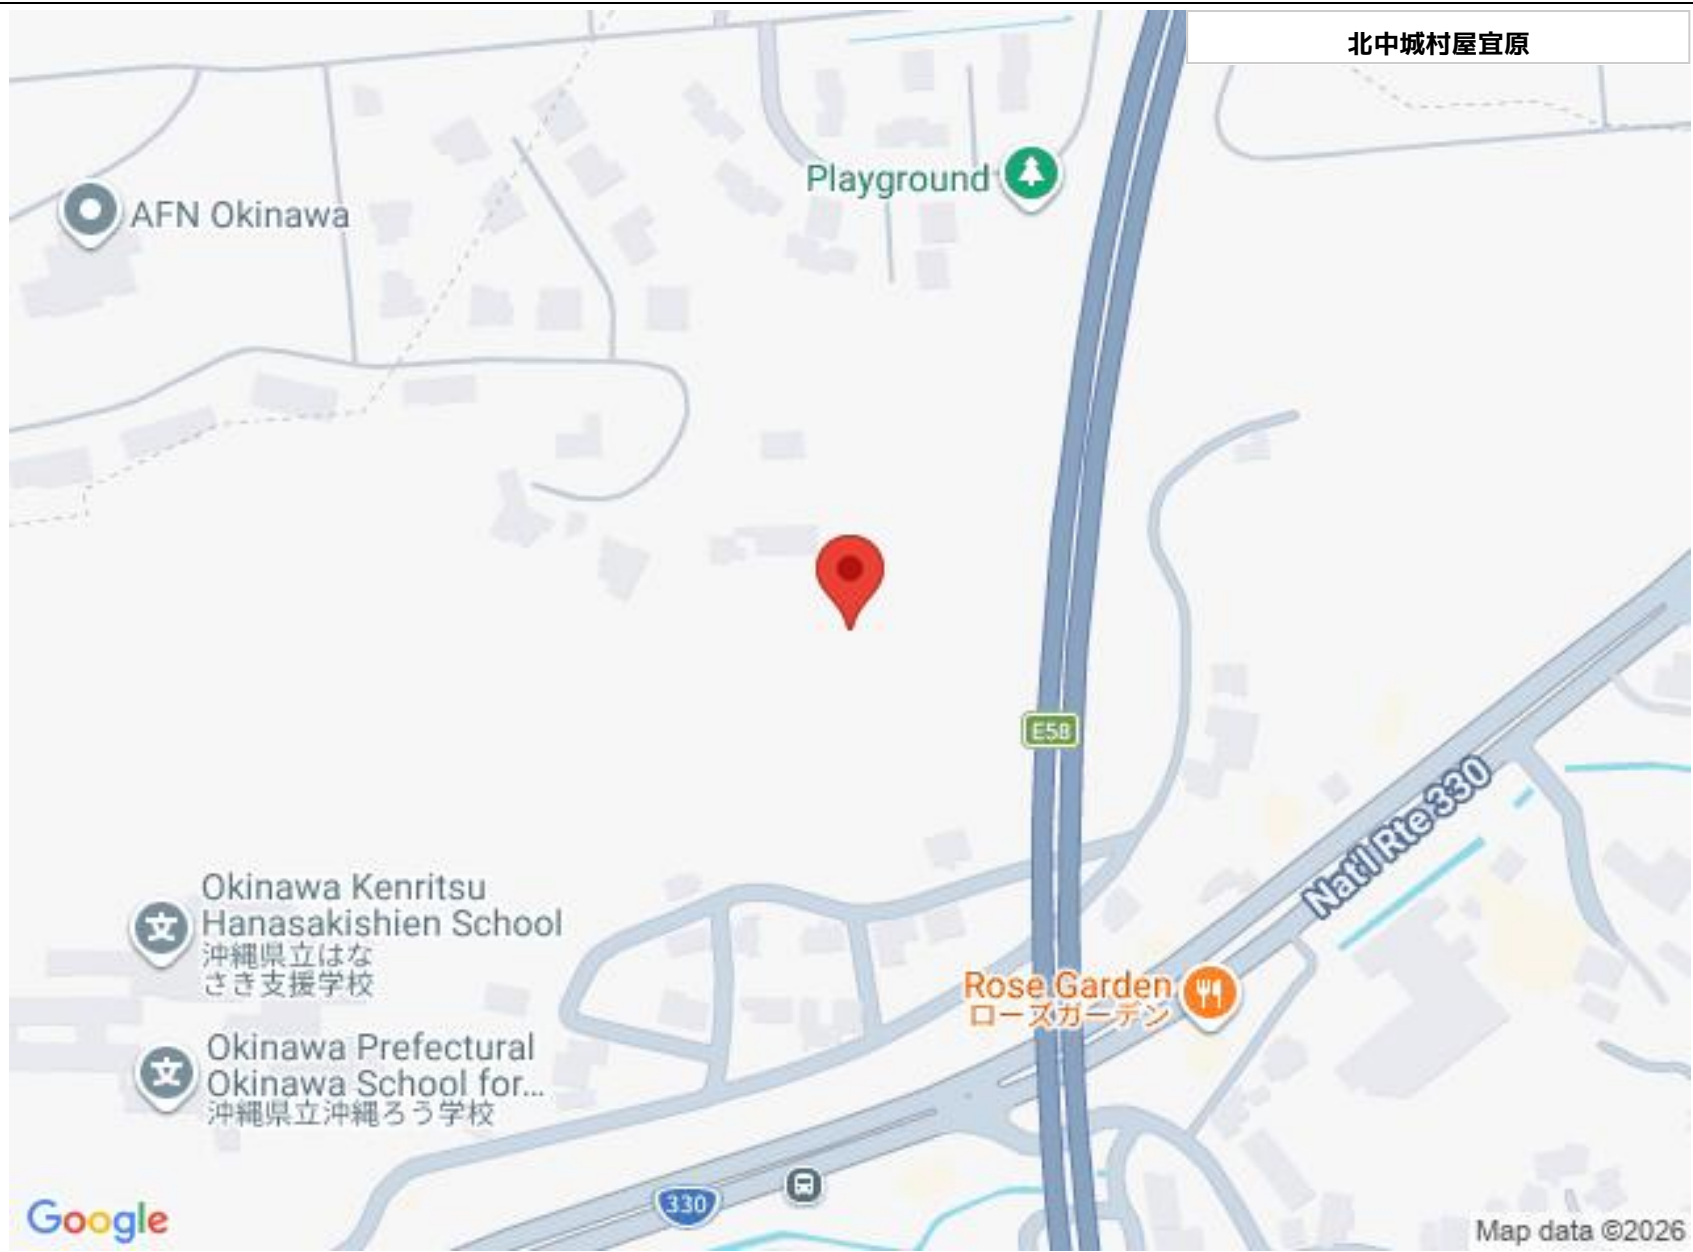 北中城村屋宜原
Playground
AFN Okinawa
E58
Nat'l Rte 330
Okinawa Kenritsu
Hanasakishien School
沖縄県立はな
さき支援学校
Rose Garden
ローズガーデン
Okinawa Prefectural
Okinawa School for...
沖縄県立沖縄ろう学校
330
Google
Map data ©2026